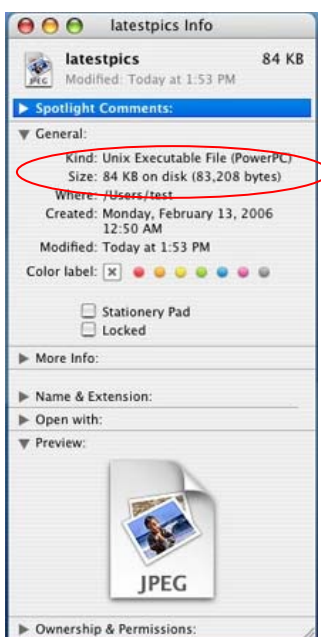 latestpics Info
latestpics 84 KB
Modified: Today at 1:53 PM
JPEG
Spotlight Comments:
General:
Kind: Unix Executable File (PowerPC)
Size: 84 KB on disk (83,208 bytes)
Where: /Users/test
Created: Monday, February 13, 2006
12:50 AM
Modified: Today at 1:53 PM
Color label:
Stationery Pad
Locked
More Info:
Name & Extension:
Open with:
Preview:
JPEG
Ownership & Permissions: